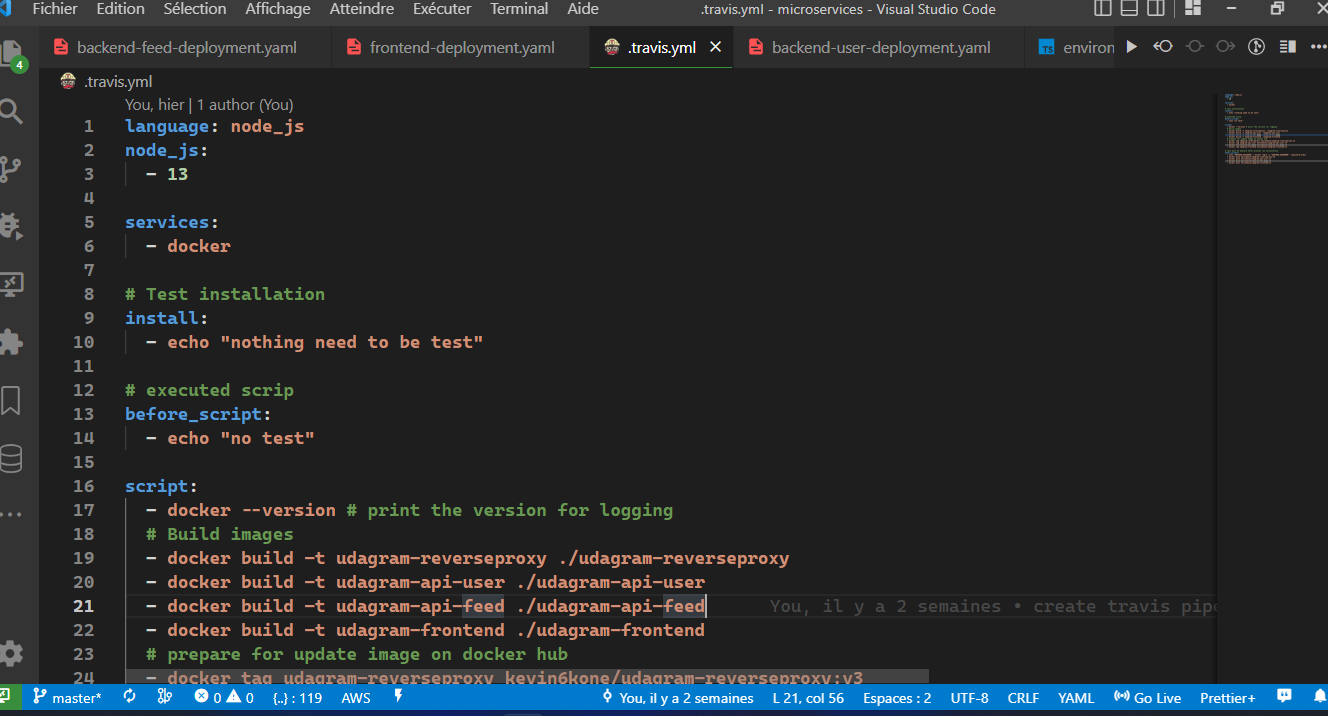 Fichier Edition Sélection Affichage Atteindre Exécuter Terminal Aide .travis.yml - microservices - Visual Studio Code
backend-feed-deployment.yaml frontend-deployment.yaml .travis.yml backend-user-deployment.yaml TS environ
4
.travis.yml
You, hier | 1 author (You)
1 language: node_js
2 node_js:
3 - 13
4
5 services:
6 - docker
7
8 # Test installation
9 install:
10 - echo "nothing need to be test"
11
12 # executed scrip
13 before_script:
14 - echo "no test"
15
16 script:
17 - docker --version # print the version for logging
18 # Build images
19 - docker build -t udagram-reverseproxy ./udagram-reverseproxy
20 - docker build -t udagram-api-user ./udagram-api-user
21 - docker build -t udagram-api-feed ./udagram-api-feed You, il y a 2 semaines • create travis pip
22 - docker build -t udagram-frontend ./udagram-frontend
23 # prepare for update image on docker hub
24 - docker tag udagram-reverseproxy kevin6kone/udagram-reverseproxy:v3
master* 0 0 {..} : 119 AWS You, il y a 2 semaines L 21, col 56 Espaces : 2 UTF-8 CRLF YAML Go Live Prettier+